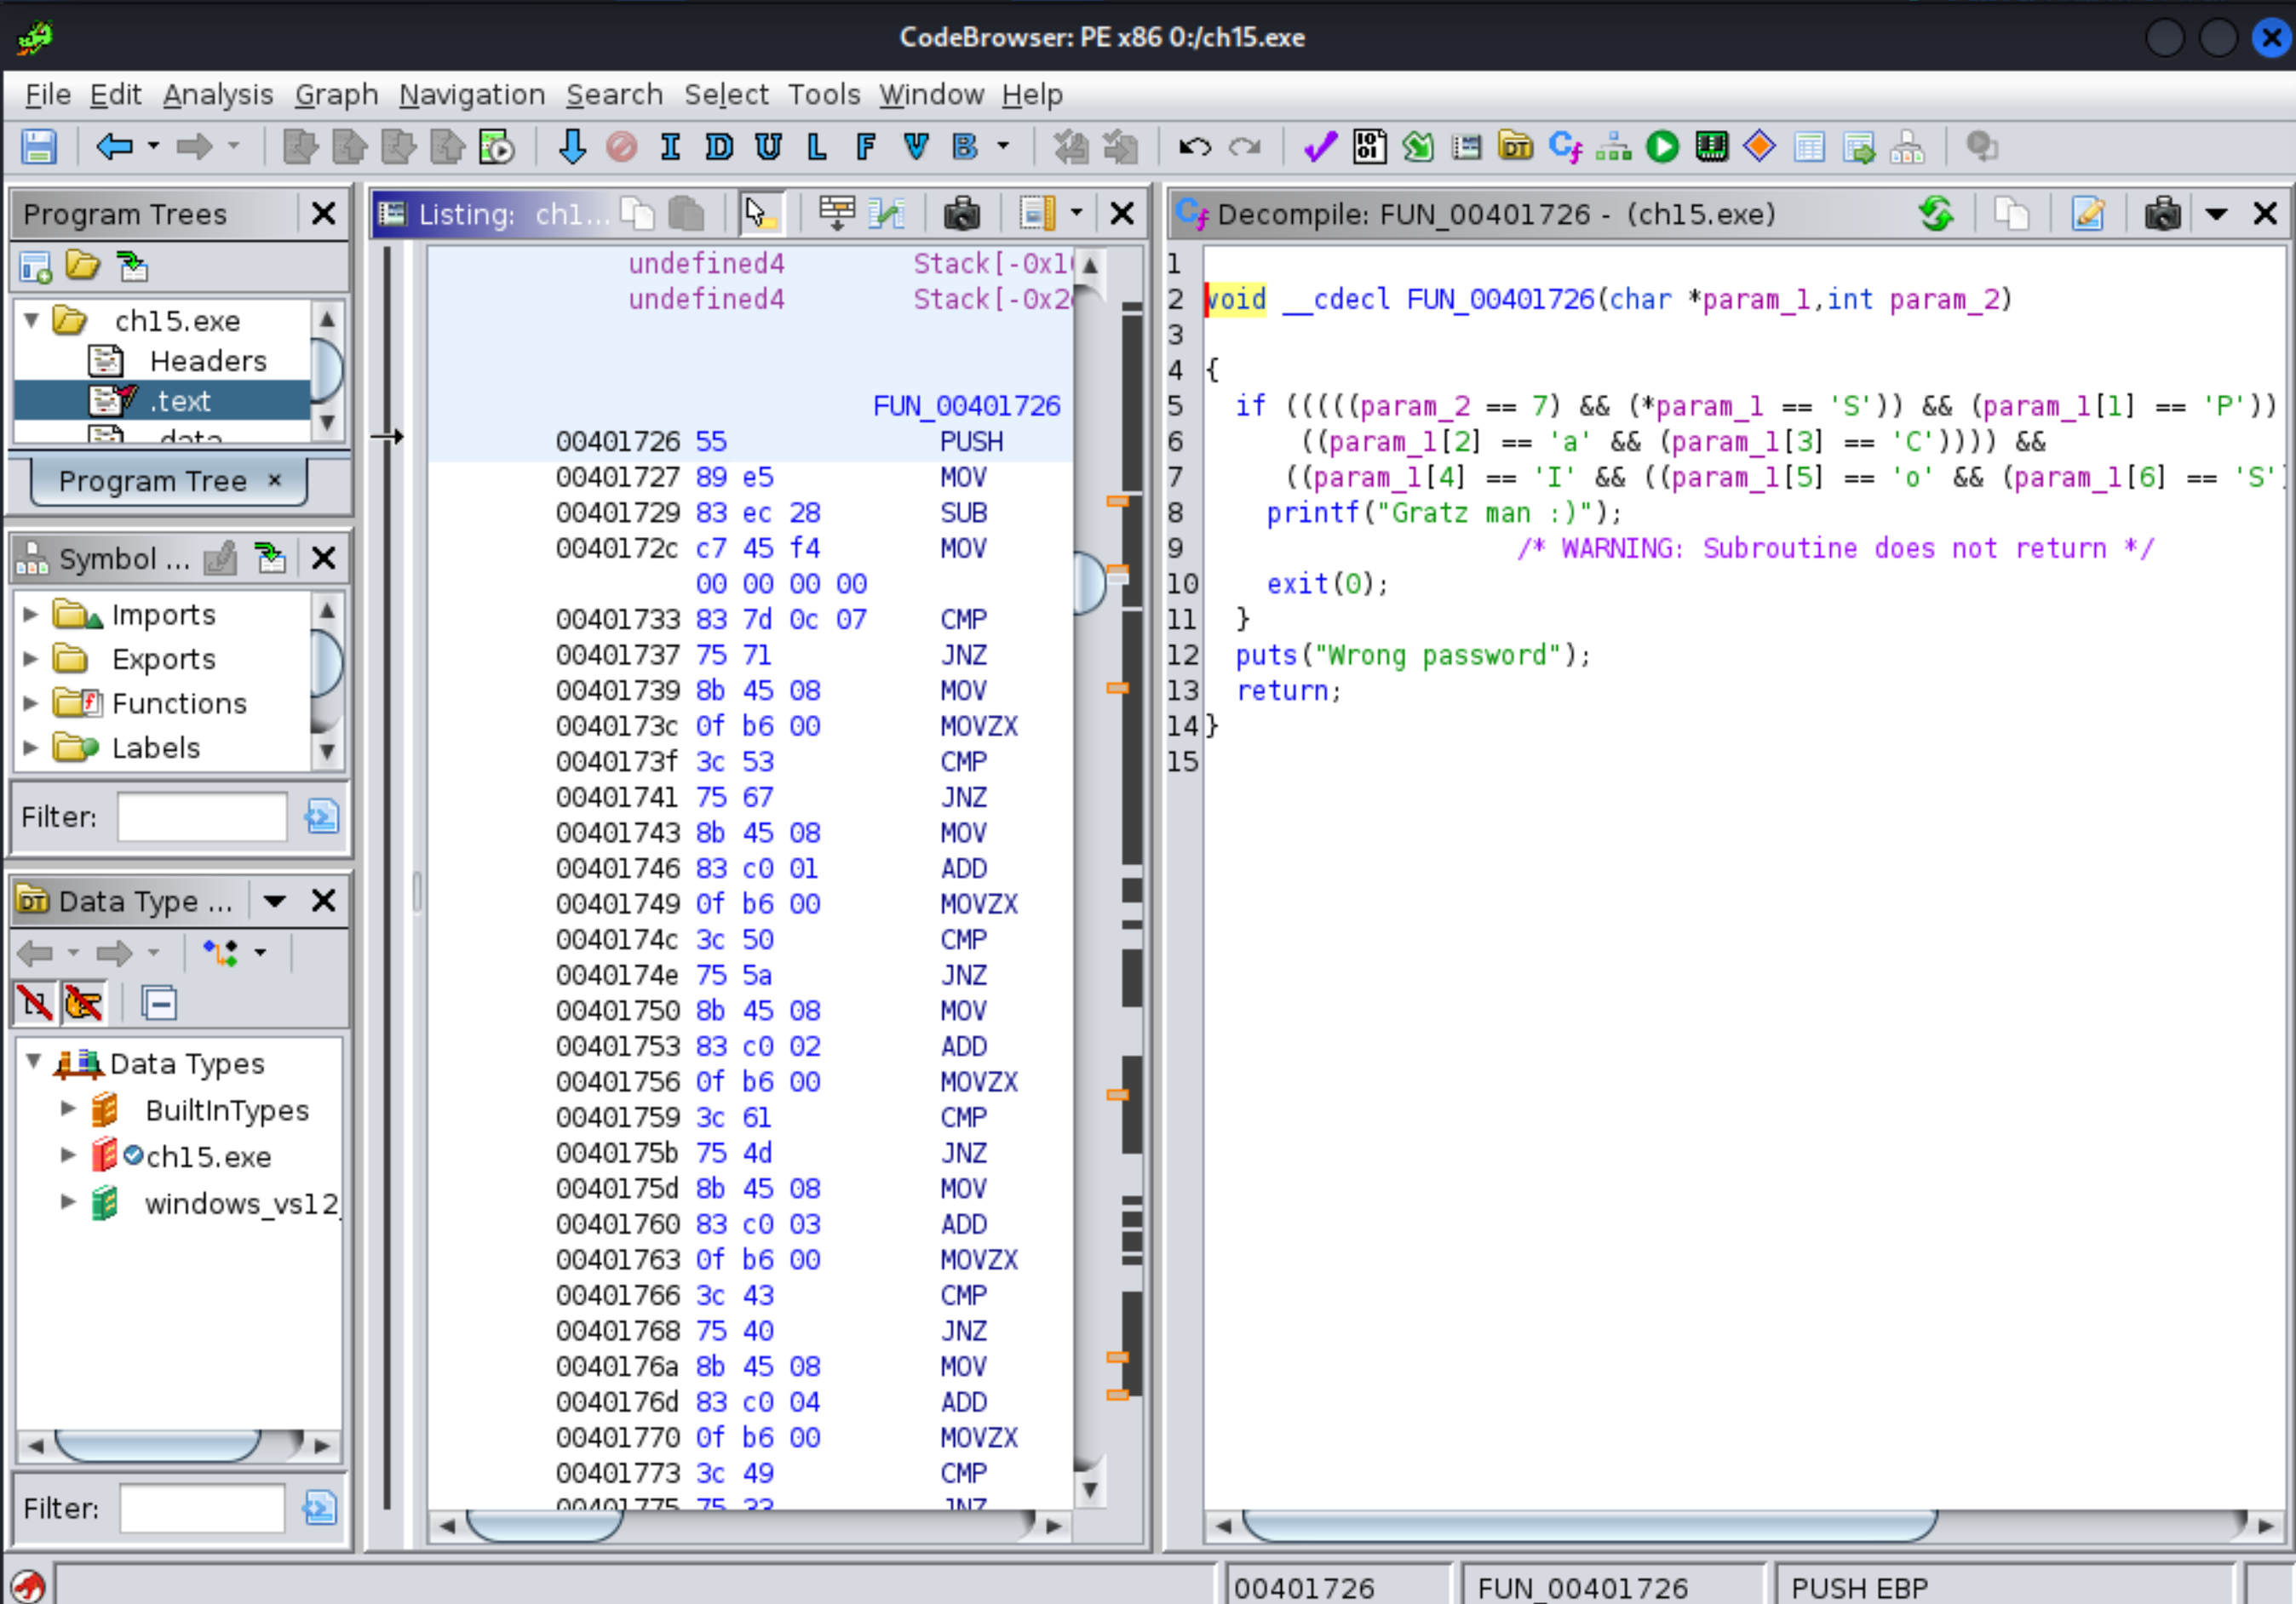 CodeBrowser: PE x86 0:/ch15.exe
File Edit Analysis Graph Navigation Search Select Tools Window Help
I D U L F V B
Program Trees
ch15.exe
Headers
.text
data
Program Tree ×
Symbol ...
Imports
Exports
Functions
Labels
Filter:
Data Type ...
Data Types
BuiltInTypes
ch15.exe
windows_vs12_
Filter:
Listing: ch1...
undefined4 Stack[-0x1
undefined4 Stack[-0x2
FUN_00401726
00401726 55 PUSH
00401727 89 e5 MOV
00401729 83 ec 28 SUB
0040172c c7 45 f4 MOV
00 00 00 00
00401733 83 7d 0c 07 CMP
00401737 75 71 JNZ
00401739 8b 45 08 MOV
0040173c 0f b6 00 MOVZX
0040173f 3c 53 CMP
00401741 75 67 JNZ
00401743 8b 45 08 MOV
00401746 83 c0 01 ADD
00401749 0f b6 00 MOVZX
0040174c 3c 50 CMP
0040174e 75 5a JNZ
00401750 8b 45 08 MOV
00401753 83 c0 02 ADD
00401756 0f b6 00 MOVZX
00401759 3c 61 CMP
0040175b 75 4d JNZ
0040175d 8b 45 08 MOV
00401760 83 c0 03 ADD
00401763 0f b6 00 MOVZX
00401766 3c 43 CMP
00401768 75 40 JNZ
0040176a 8b 45 08 MOV
0040176d 83 c0 04 ADD
00401770 0f b6 00 MOVZX
00401773 3c 49 CMP
00401775 75 33 JNZ
Decompile: FUN_00401726 - (ch15.exe)
1
2 void __cdecl FUN_00401726(char *param_1,int param_2)
3
4 {
5 if (((((param_2 == 7) && (*param_1 == 'S')) && (param_1[1] == 'P'))
6 ((param_1[2] == 'a' && (param_1[3] == 'C')))) &&
7 ((param_1[4] == 'I' && ((param_1[5] == 'o' && (param_1[6] == 'S'
8 printf("Gratz man :)");
9 /* WARNING: Subroutine does not return */
10 exit(0);
11 }
12 puts("Wrong password");
13 return;
14 }
15
00401726
FUN_00401726
PUSH EBP